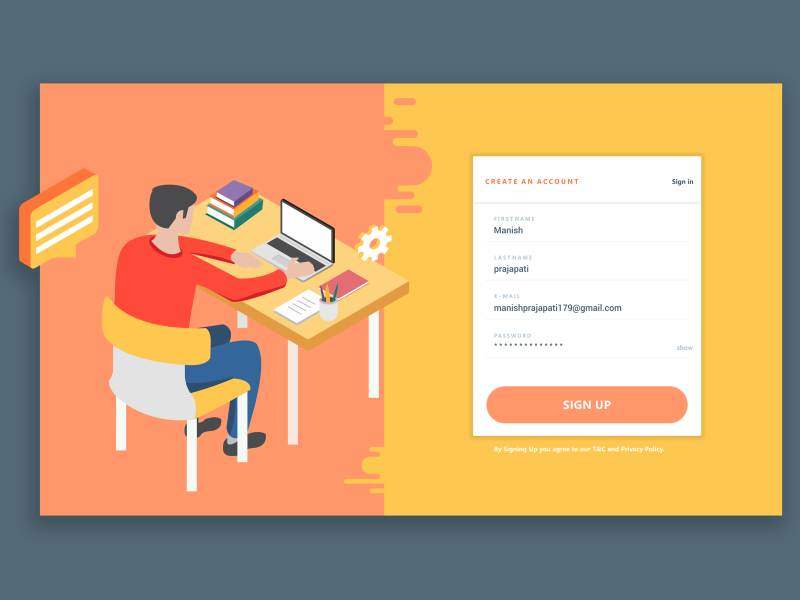 CREATE AN ACCOUNT
Sign in
FIRSTNAME
Manish
LASTNAME
prajapati
E-MAIL
manishprajapati179@gmail.com
PASSWORD
••••••••••••••
show
SIGN UP
By Signing Up you agree to our T&C and Privacy Policy.